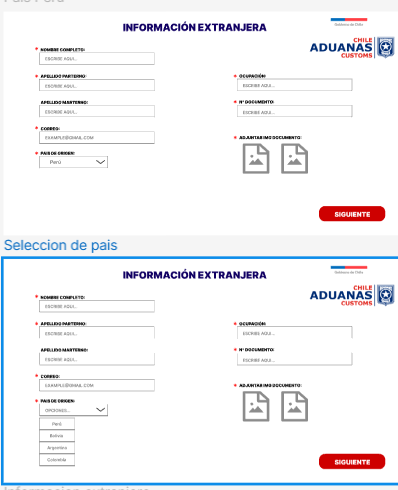 País Perú
INFORMACIÓN EXTRANJERA
Gobierno de Chile
CHILE
ADUANAS
CUSTOMS
* NOMBRE COMPLETO:
ESCRIBE AQUI...
* APELLIDO PARTERNO:
ESCRIBE AQUI...
* OCUPACIÓN:
ESCRIBE AQUI...
APELLIDO MARTERNO:
ESCRIBE AQUI...
* N° DOCUMENTO:
ESCRIBE AQUI...
* CORREO:
EXAMPLE@GMAIL.COM
* ADJUNTAR IMG DOCUMENTO:
* PAIS DE ORIGEN:
Perú
SIGUIENTE
Seleccion de pais
INFORMACIÓN EXTRANJERA
Gobierno de Chile
CHILE
ADUANAS
CUSTOMS
* NOMBRE COMPLETO:
ESCRIBE AQUI...
* APELLIDO PARTERNO:
ESCRIBE AQUI...
* OCUPACIÓN:
ESCRIBE AQUI...
APELLIDO MARTERNO:
ESCRIBE AQUI...
* N° DOCUMENTO:
ESCRIBE AQUI...
* CORREO:
EXAMPLE@GMAIL.COM
* ADJUNTAR IMG DOCUMENTO:
* PAIS DE ORIGEN:
OPCIONES...
Perú
Bolivia
Argentina
Colombia
SIGUIENTE
Informacion extranjera